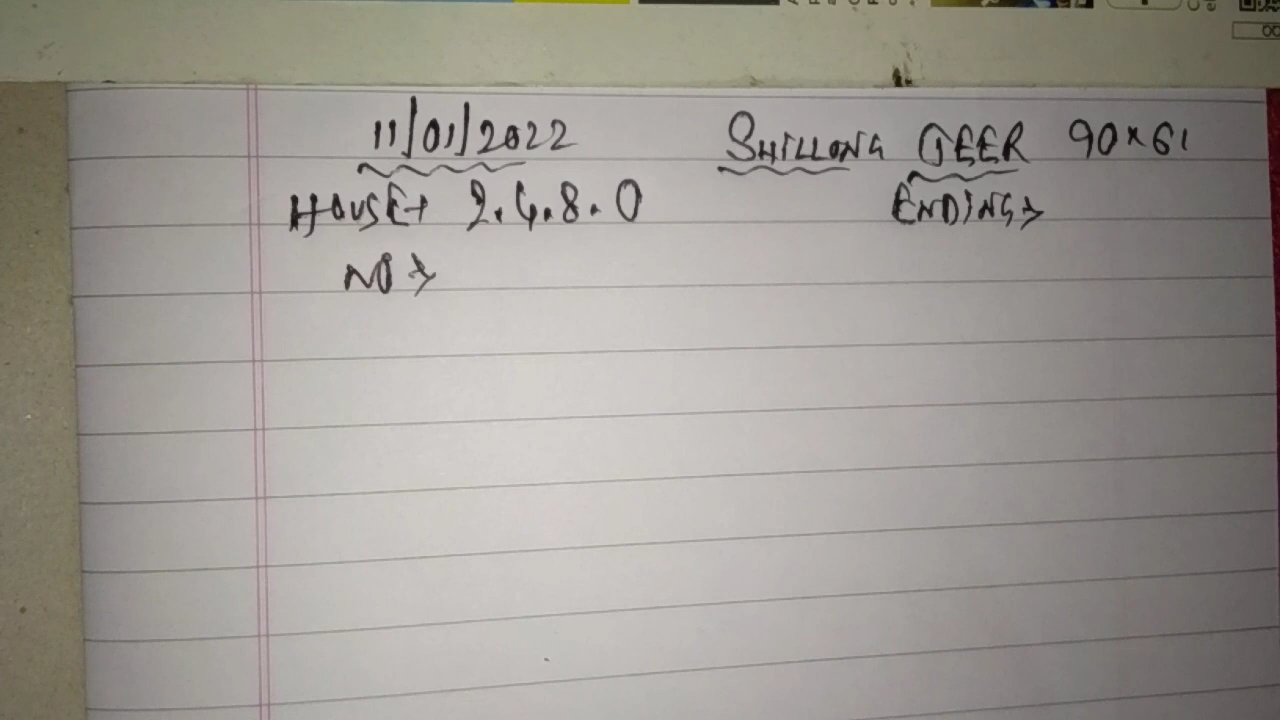 11/01/2022 SHILLONG TEER 90×61
HOUSE→ 2.4.8.0 ENDING→
NO→